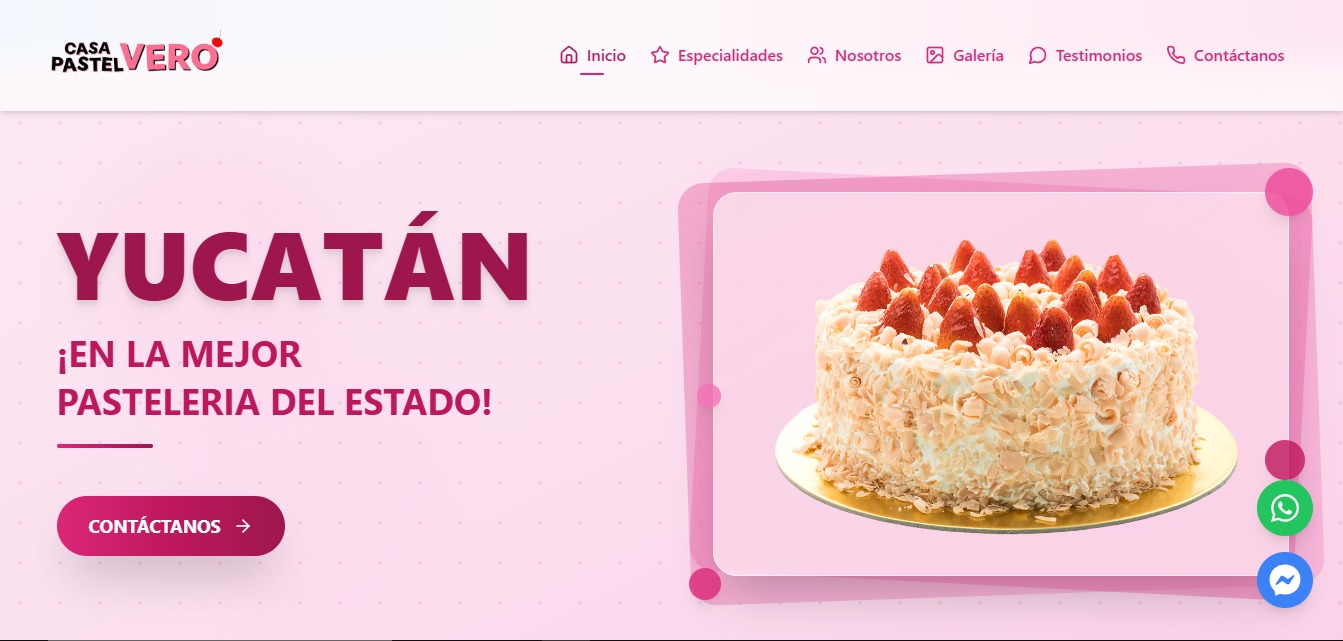 CASA
PASTEL VERO
Inicio
Especialidades
Nosotros
Galería
Testimonios
Contáctanos
YUCATÁN
¡EN LA MEJOR
PASTELERIA DEL ESTADO!
CONTÁCTANOS